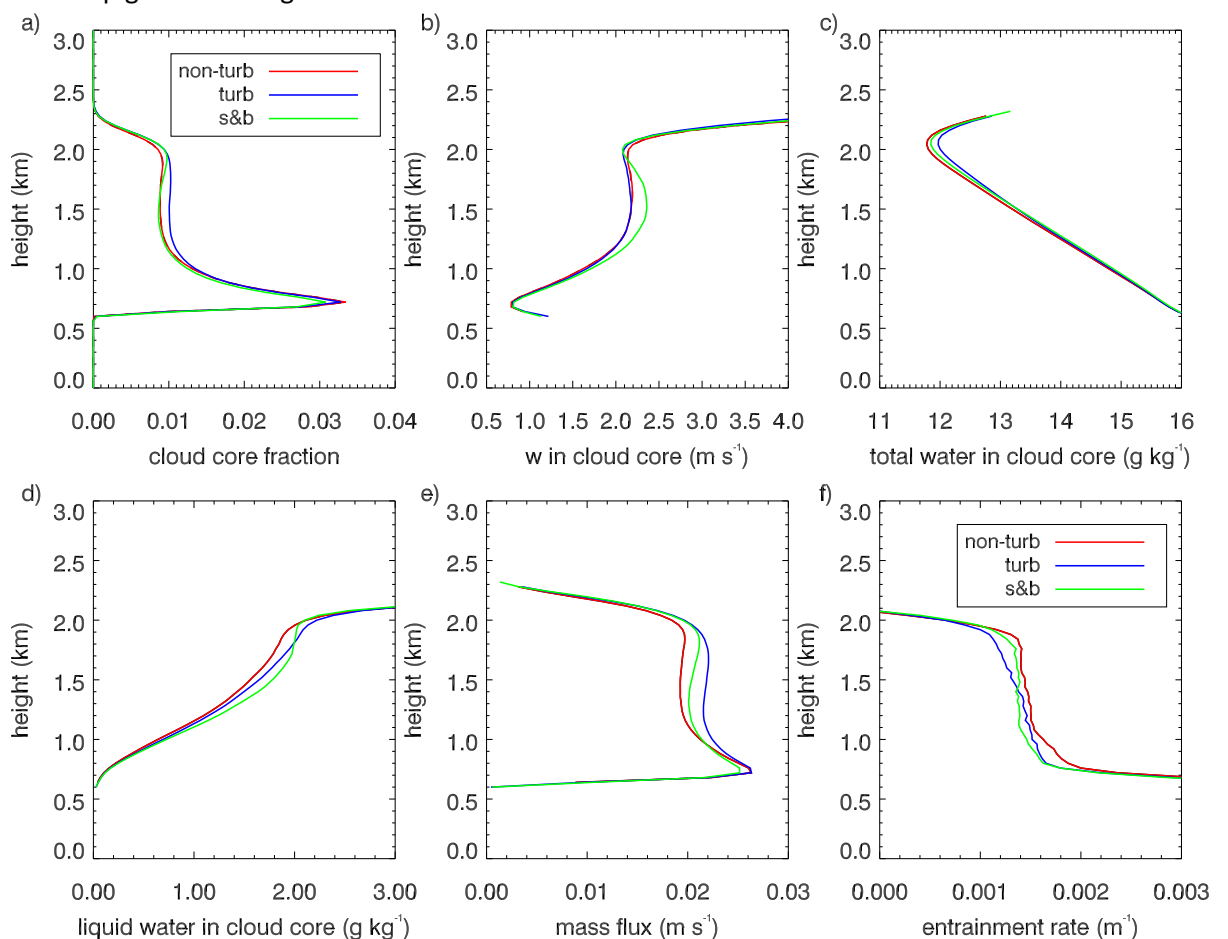 a)
3.0
2.5
2.0
1.5
1.0
0.5
0.0
height (km)
non-turb
turb
s&b
0.00 0.01 0.02 0.03 0.04
cloud core fraction
b)
3.0
2.5
2.0
1.5
1.0
0.5
0.0
height (km)
0.5 1.0 1.5 2.0 2.5 3.0 3.5 4.0
w in cloud core (m s⁻¹)
c)
3.0
2.5
2.0
1.5
1.0
0.5
0.0
height (km)
11 12 13 14 15 16
total water in cloud core (g kg⁻¹)
d)
3.0
2.5
2.0
1.5
1.0
0.5
0.0
height (km)
0.00 1.00 2.00 3.00
liquid water in cloud core (g kg⁻¹)
e)
3.0
2.5
2.0
1.5
1.0
0.5
0.0
height (km)
0.00 0.01 0.02 0.03
mass flux (m s⁻¹)
f)
3.0
2.5
2.0
1.5
1.0
0.5
0.0
height (km)
non-turb
turb
s&b
0.000 0.001 0.002 0.003
entrainment rate (m⁻¹)